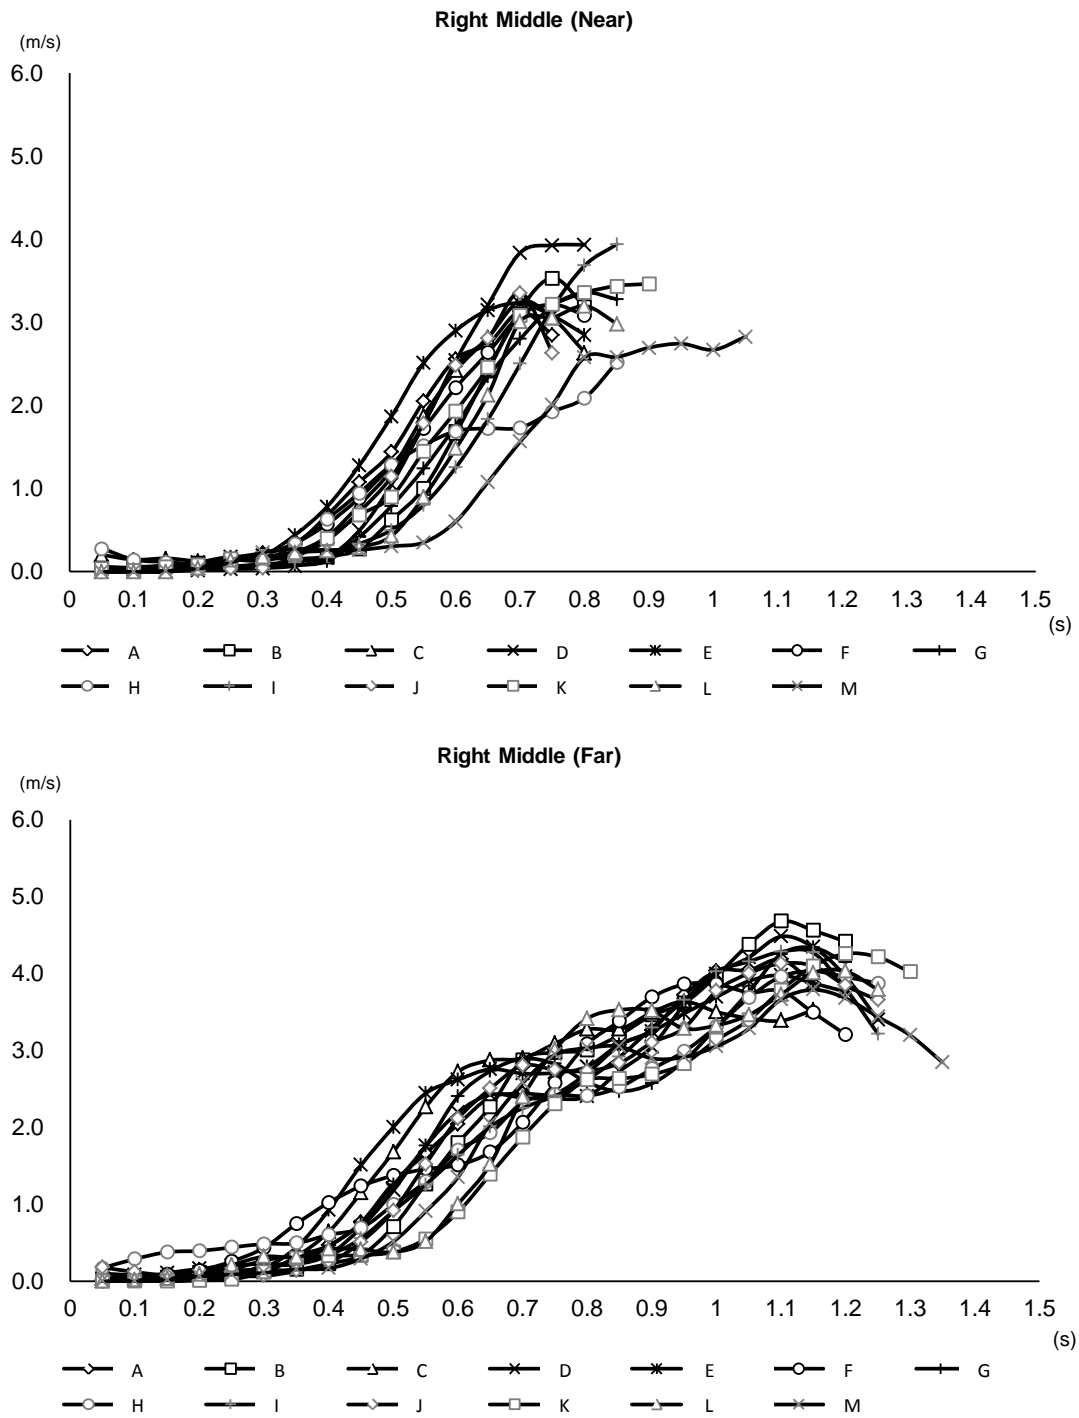 Right Middle (Near)
(m/s)
6.0
5.0
4.0
3.0
2.0
1.0
0.0
0 0.1 0.2 0.3 0.4 0.5 0.6 0.7 0.8 0.9 1 1.1 1.2 1.3 1.4 1.5
(s)
A B C D E F G
H I J K L M
Right Middle (Far)
(m/s)
6.0
5.0
4.0
3.0
2.0
1.0
0.0
0 0.1 0.2 0.3 0.4 0.5 0.6 0.7 0.8 0.9 1 1.1 1.2 1.3 1.4 1.5
(s)
A B C D E F G
H I J K L M